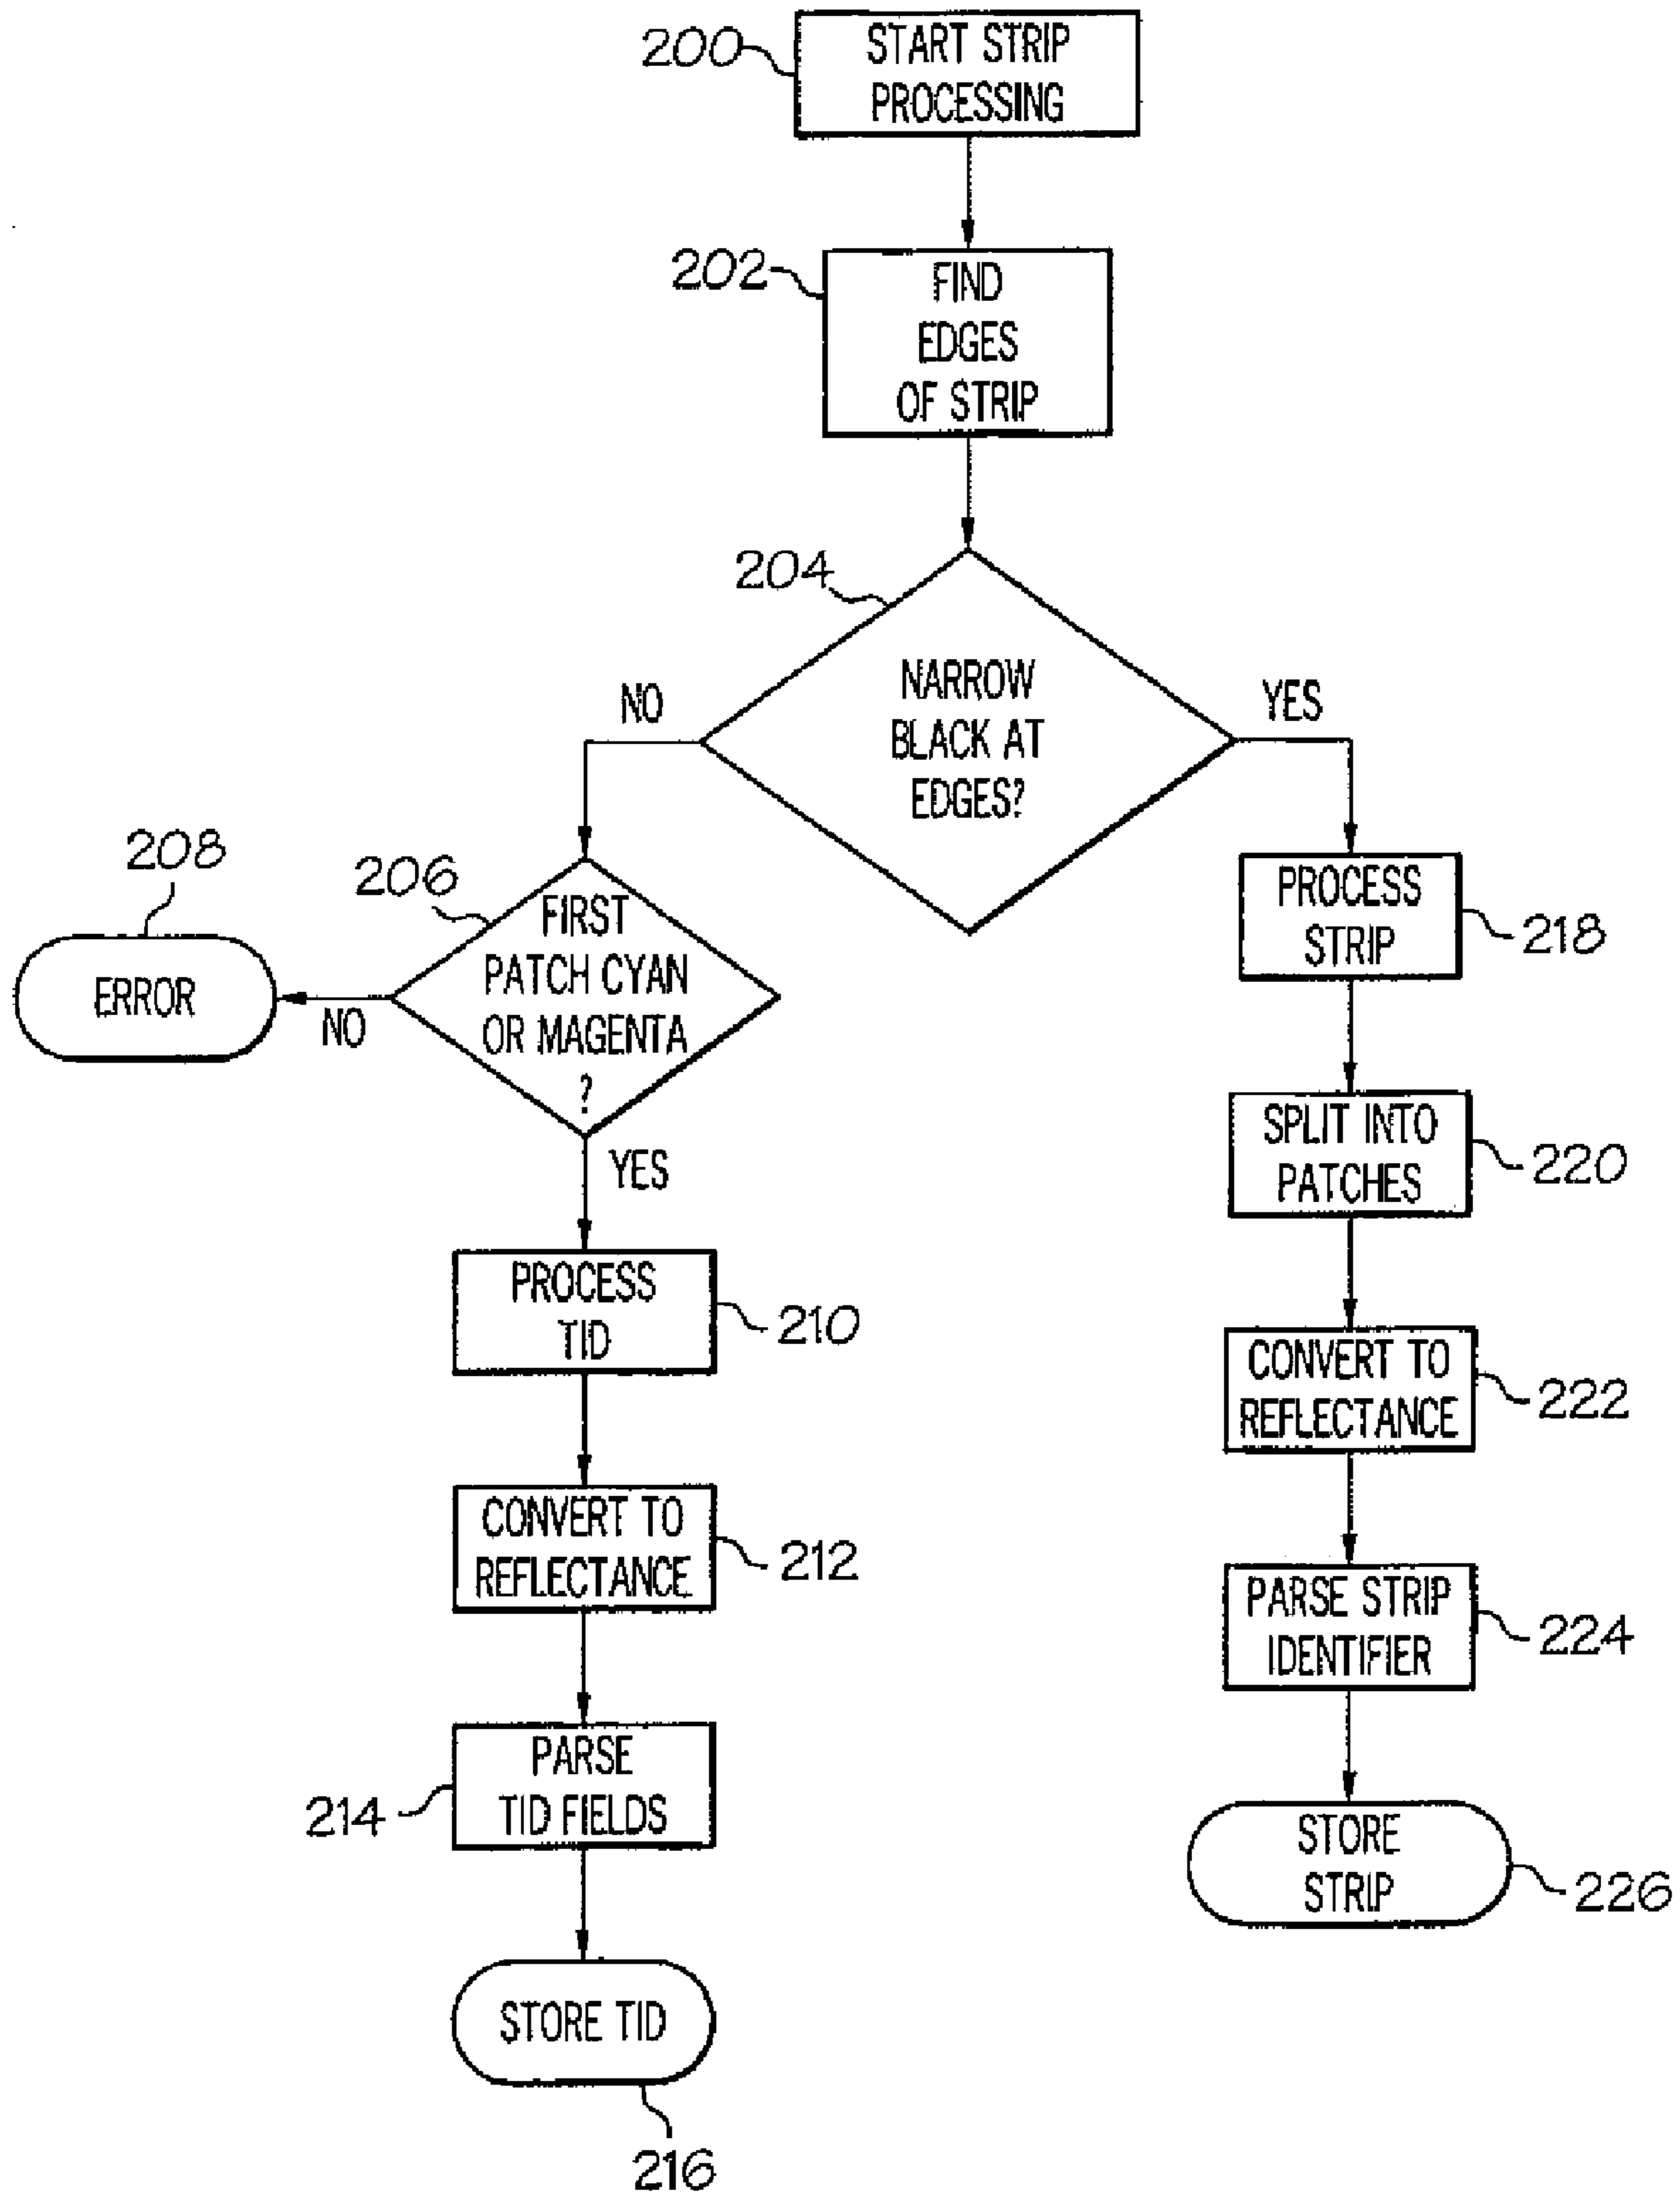 200
START STRIP
PROCESSING
202
FIND
EDGES
OF STRIP
204
NARROW
BLACK AT
EDGES?
NO
YES
208
ERROR
NO
206
FIRST
PATCH CYAN
OR MAGENTA
?
YES
PROCESS
TID
210
CONVERT TO
REFLECTANCE
212
PARSE
TID FIELDS
214
STORE TID
216
PROCESS
STRIP
218
SPLIT INTO
PATCHES
220
CONVERT TO
REFLECTANCE
222
PARSE STRIP
IDENTIFIER
224
STORE
STRIP
226